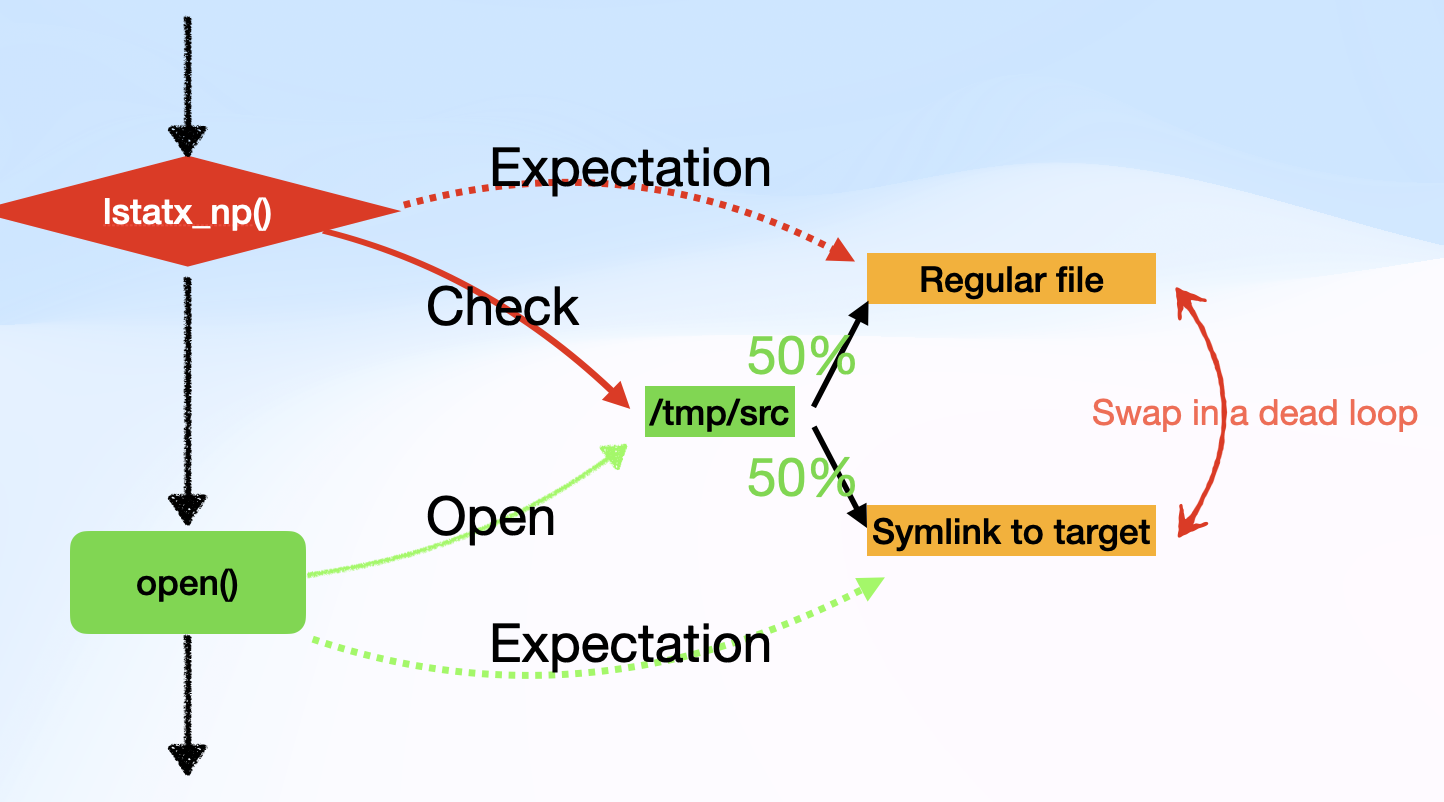 Expectation
lstatx_np()
Regular file
Check
50%
/tmp/src
Swap in a dead loop
50%
Open
Symlink to target
open()
Expectation